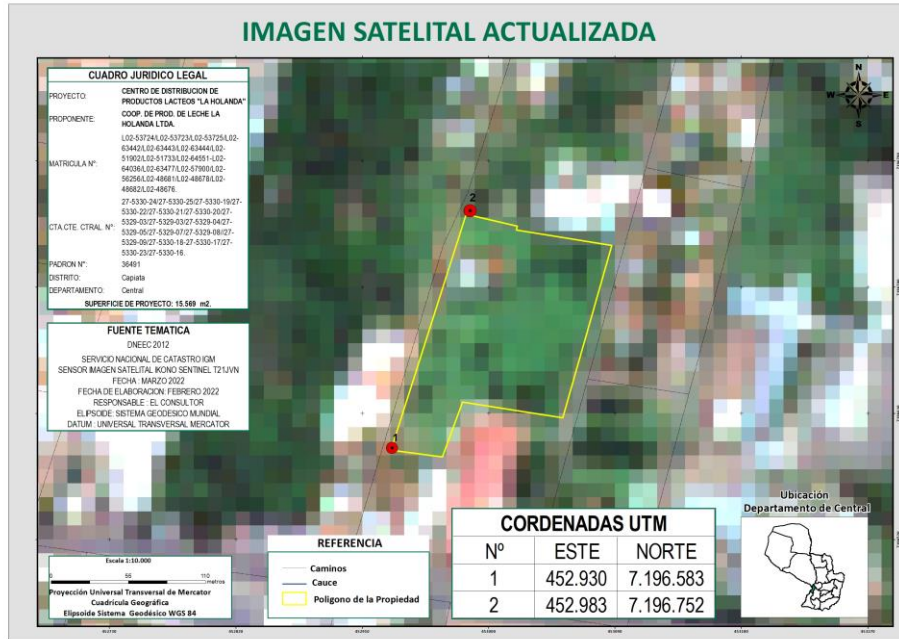 IMAGEN SATELITAL ACTUALIZADA
CUADRO JURIDICO LEGAL
PROYECTO: CENTRO DE DISTRIBUCION DE
PRODUCTOS LACTEOS "LA HOLANDA"
PROPONENTE: COOP. DE PROD. DE LECHE LA
HOLANDA LTDA.
MATRICULA N°: L02-53724/L02-53723/L02-53725/L02-
63442/L02-63443/L02-63444/L02-
51902/L02-51733/L02-64551-L02-
64036/L02-63477/L02-57900/L02-
56256/L02-48681/L02-48678/L02-
48682/L02-48676.
CTA.CTE. CTRAL N°: 27-5330-24/27-5330-25/27-5330-19/27-
5330-22/27-5330-21/27-5330-20/27-
5329-03/27-5329-03/27-5329-04/27-
5329-05/27-5329-07/27-5329-08/27-
5329-09/27-5330-18-27-5330-17/27-
5330-23/27-5330-16.
PADRON N°: 36491
DISTRITO: Capiata
DEPARTAMENTO: Central
SUPERFICIE DE PROYECTO: 15.569 m2.
FUENTE TEMATICA
DNEEC 2012
SERVICIO NACIONAL DE CATASTRO IGM
SENSOR IMAGEN SATELITAL IKONO SENTINEL T21JVN
FECHA : MARZO 2022
FECHA DE ELABORACION: FEBRERO 2022
RESPONSABLE : EL CONSULTOR
ELIPSOIDE: SISTEMA GEODESICO MUNDIAL
DATUM : UNIVERSAL TRANSVERSAL MERCATOR
N
W E
S
2
1
Escala 1:10.000
0 55 110
metros
Proyección Universal Transversal de Mercator
Cuadrícula Geográfica
Elipsoide Sistema Geodésico WGS 84
REFERENCIA
Caminos
Cauce
Poligono de la Propiedad
CORDENADAS UTM
Nº ESTE NORTE
1 452.930 7.196.583
2 452.983 7.196.752
Ubicación
Departamento de Central